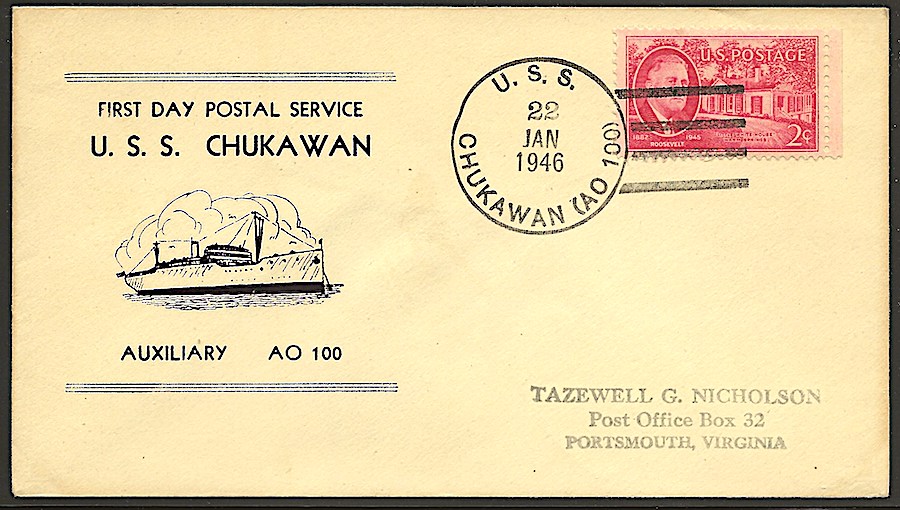 FIRST DAY POSTAL SERVICE
U. S. S. CHUKAWAN
AUXILIARY AO 100
U. S. S.
22
JAN
1946
CHUKAWAN (AO 100)
U.S. POSTAGE
1882 1945
ROOSEVELT
2¢
TAZEWELL G. NICHOLSON
Post Office Box 32
PORTSMOUTH, VIRGINIA